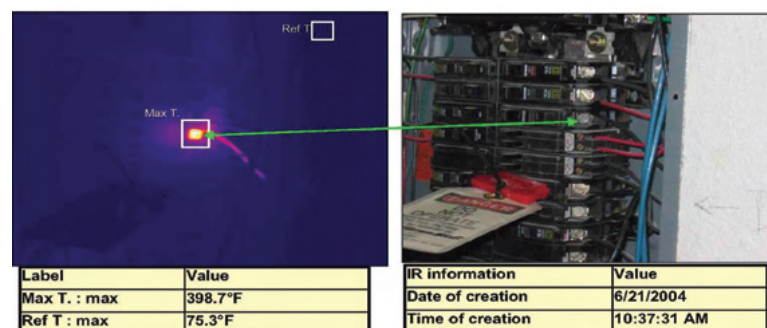 Ref T
Max T.
DANGER
Label Value
Max T. : max 398.7°F
Ref T : max 75.3°F
IR information Value
Date of creation 6/21/2004
Time of creation 10:37:31 AM